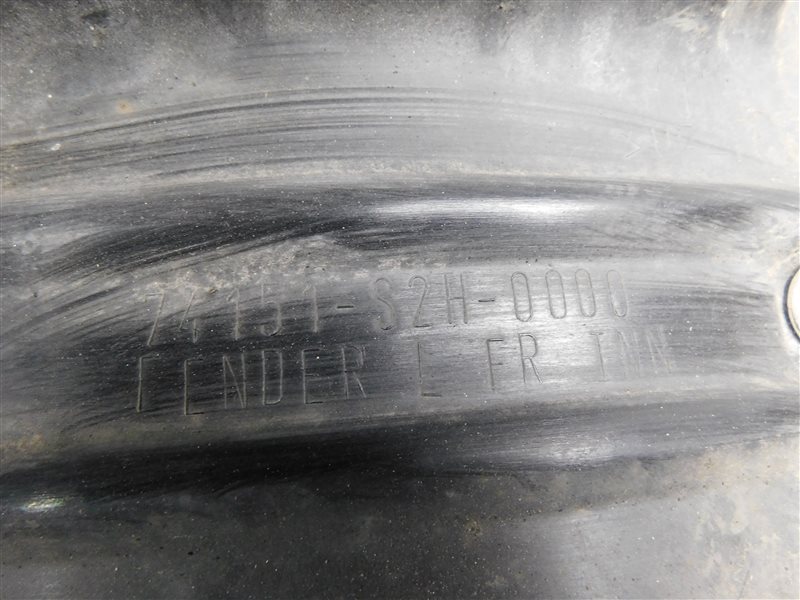 74151-S2H-0000
FENDER L FR INN